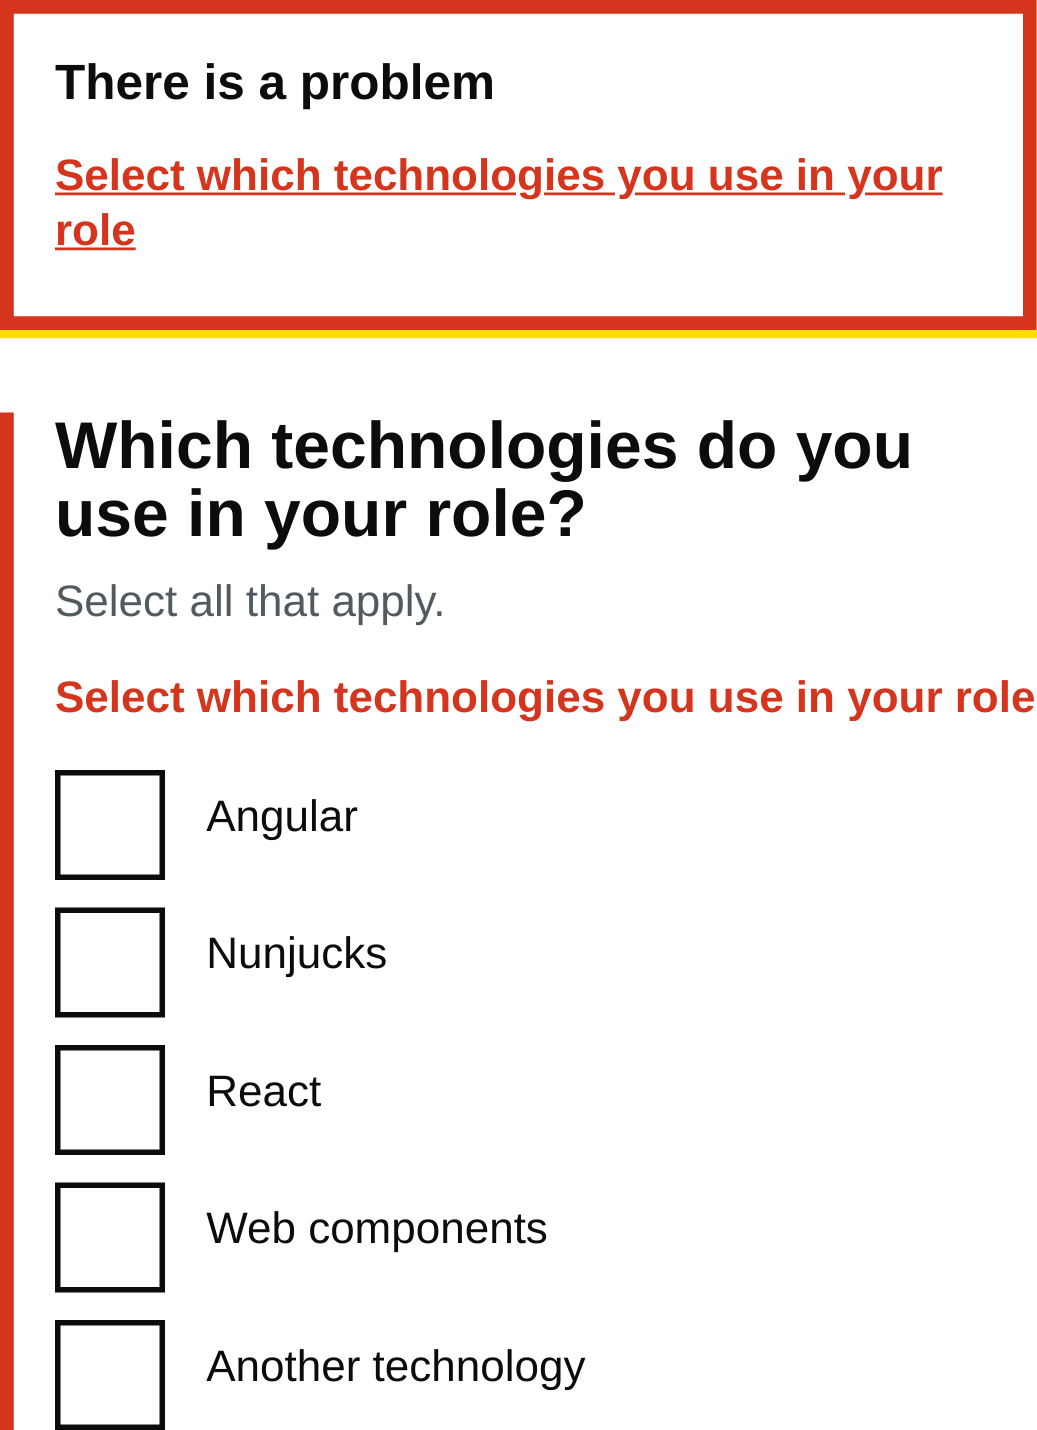 There is a problem
Select which technologies you use in your
role
Which technologies do you
use in your role?
Select all that apply.
Select which technologies you use in your role
Angular
Nunjucks
React
Web components
Another technology